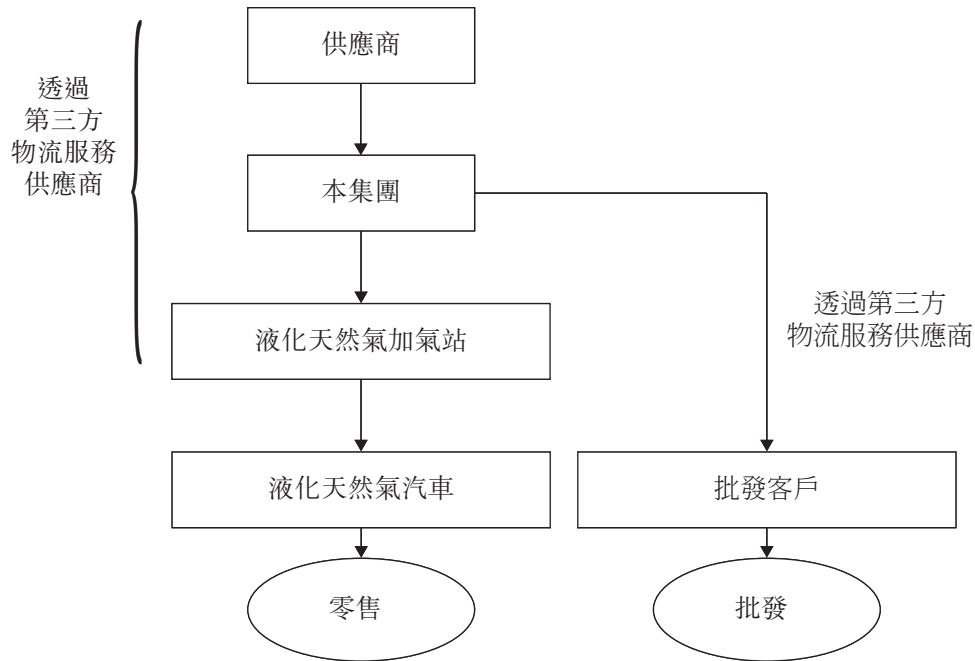 供應商
透過
第三方
物流服務
供應商
本集團
液化天然氣加氣站
透過第三方
物流服務供應商
液化天然氣汽車
批發客戶
零售
批發